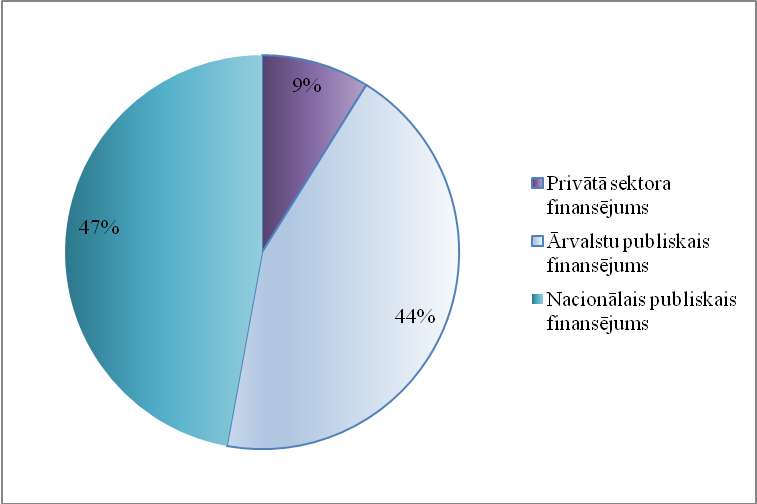 9%
47%
44%
Privātā sektora
finansējums
Ārvalstu publiskais
finansējums
Nacionālais publiskais
finansējums